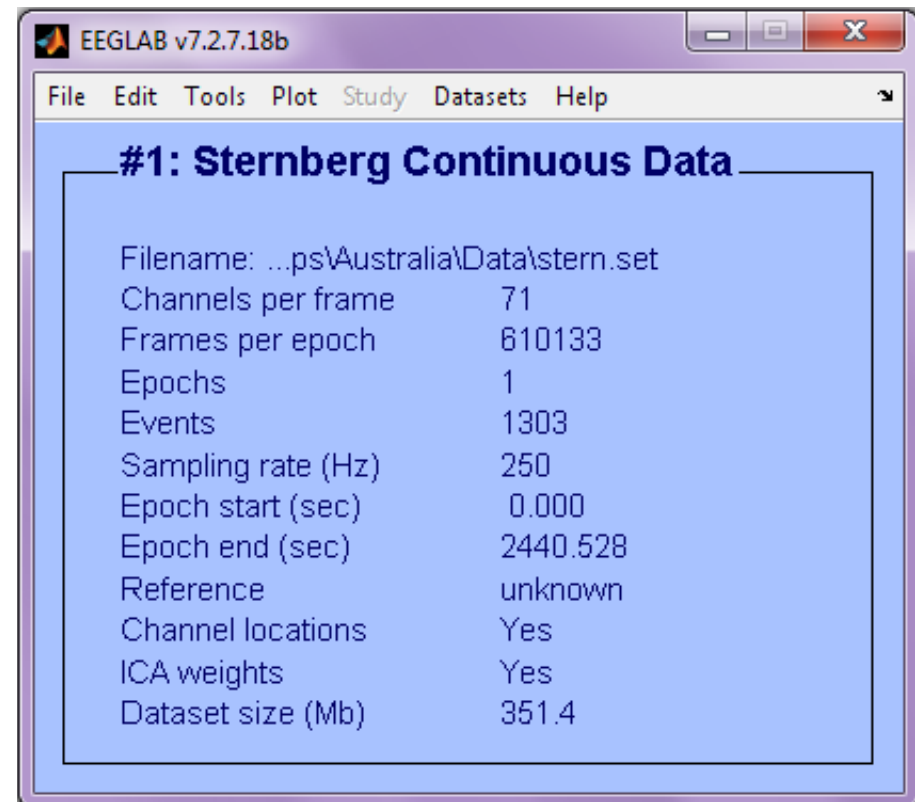 EEGLAB v7.2.7.18b
File Edit Tools Plot Study Datasets Help
#1: Sternberg Continuous Data
Filename: ...ps\Australia\Data\stern.set
Channels per frame 71
Frames per epoch 610133
Epochs 1
Events 1303
Sampling rate (Hz) 250
Epoch start (sec) 0.000
Epoch end (sec) 2440.528
Reference unknown
Channel locations Yes
ICA weights Yes
Dataset size (Mb) 351.4